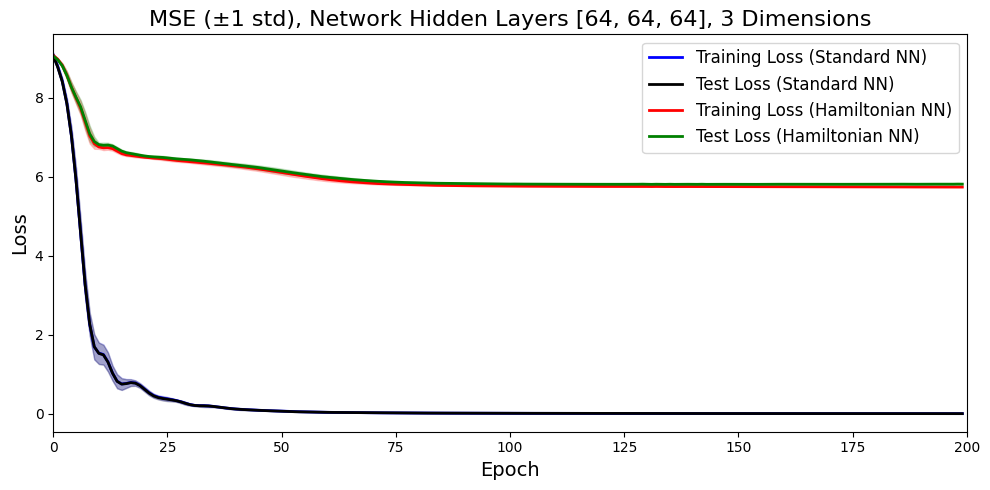 MSE (±1 std), Network Hidden Layers [64, 64, 64], 3 Dimensions
Training Loss (Standard NN)
Test Loss (Standard NN)
Training Loss (Hamiltonian NN)
Test Loss (Hamiltonian NN)
Loss
8
6
4
2
0
0 25 50 75 100 125 150 175 200
Epoch